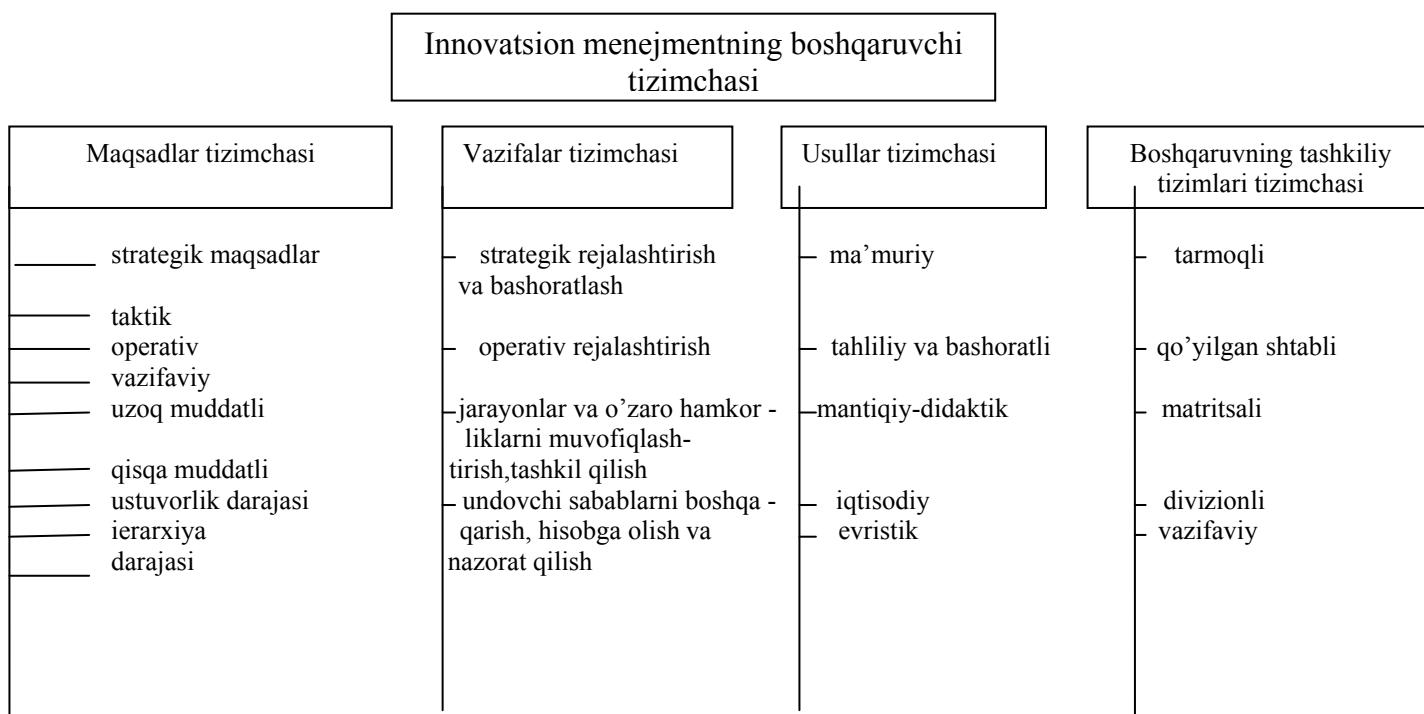 Innovatsion menejmentning boshqaruvchi
tizimchasi
Maqsadlar tizimchasi
strategik maqsadlar
taktik
operativ
vazifaviy
uzoq muddatli
qisqa muddatli
ustuvorlik darajasi
ierarxiya
darajasi
Vazifalar tizimchasi
strategik rejalashtirish
va bashoratlash
operativ rejalashtirish
jarayonlar va o’zaro hamkor -
liklarni muvofiqlash-
tirish,tashkil qilish
undovchi sabablarni boshqa -
qarish, hisobga olish va
nazorat qilish
Usullar tizimchasi
ma’muriy
tahliliy va bashoratli
mantiqiy-didaktik
iqtisodiy
evristik
Boshqaruvning tashkiliy
tizimlari tizimchasi
tarmoqli
qo’yilgan shtabli
matritsali
divizionli
vazifaviy